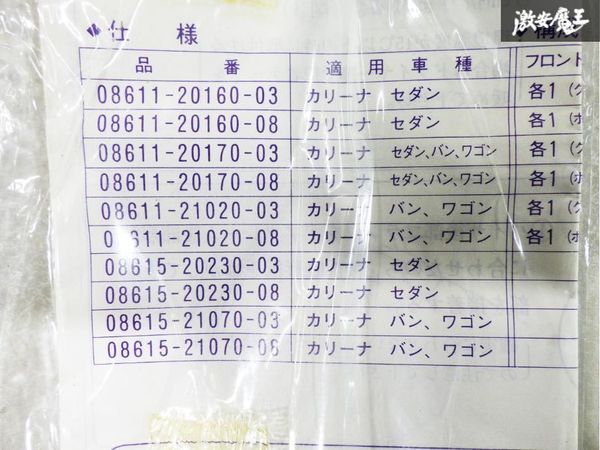 激安魔王
仕 様
品 番 適 用 車 種 フロント
08611-20160-03 カリーナ セダン 各1
08611-20160-08 カリーナ セダン 各1
08611-20170-03 カリーナ セダン、バン、ワゴン 各1
08611-20170-08 カリーナ セダン、バン、ワゴン 各1
08611-21020-03 カリーナ バン、ワゴン 各1
08611-21020-08 カリーナ バン、ワゴン 各1
08615-20230-03 カリーナ セダン
08615-20230-08 カリーナ セダン
08615-21070-03 カリーナ バン、ワゴン
08615-21070-08 カリーナ バン、ワゴン